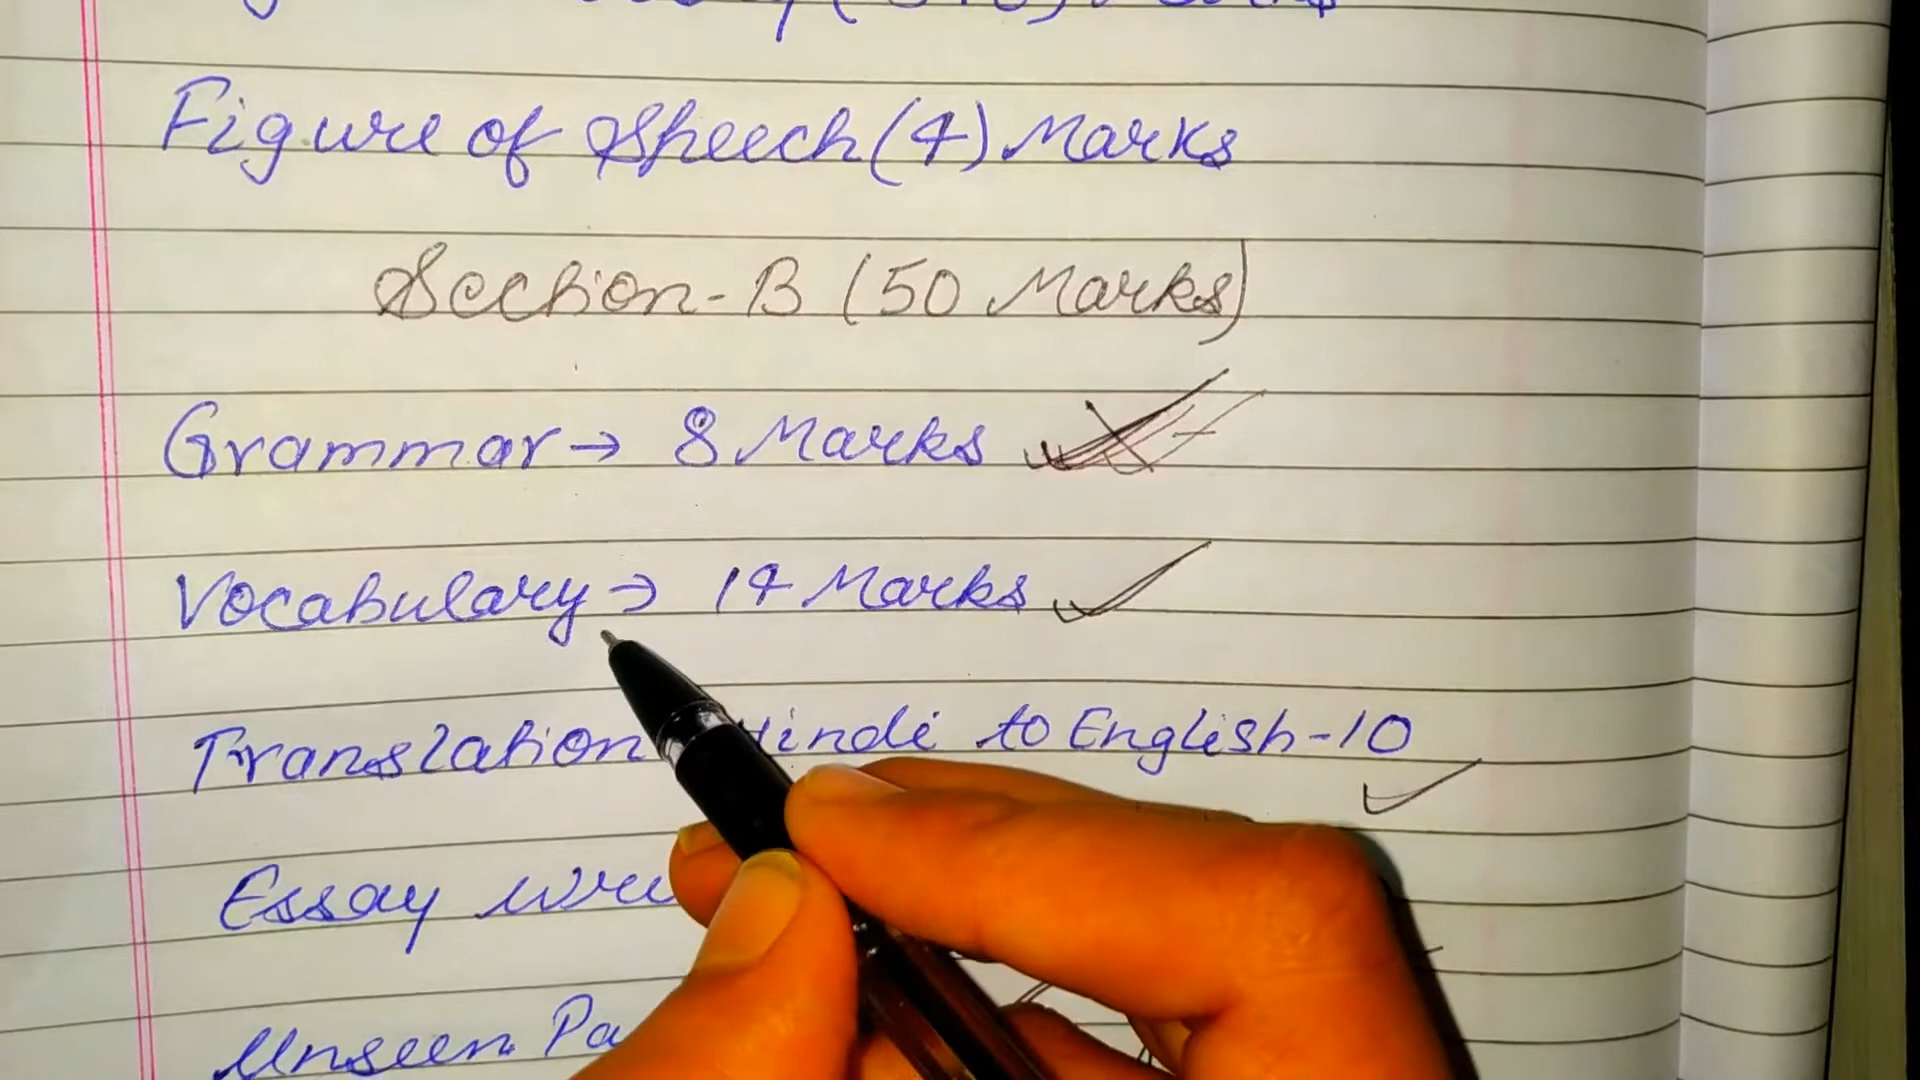 Figure of Speech (4) Marks
Section-B (50 Marks)
Grammar → 8 Marks
Vocabulary → 14 Marks
Translation Hindi to English-10
Essay
Unseen